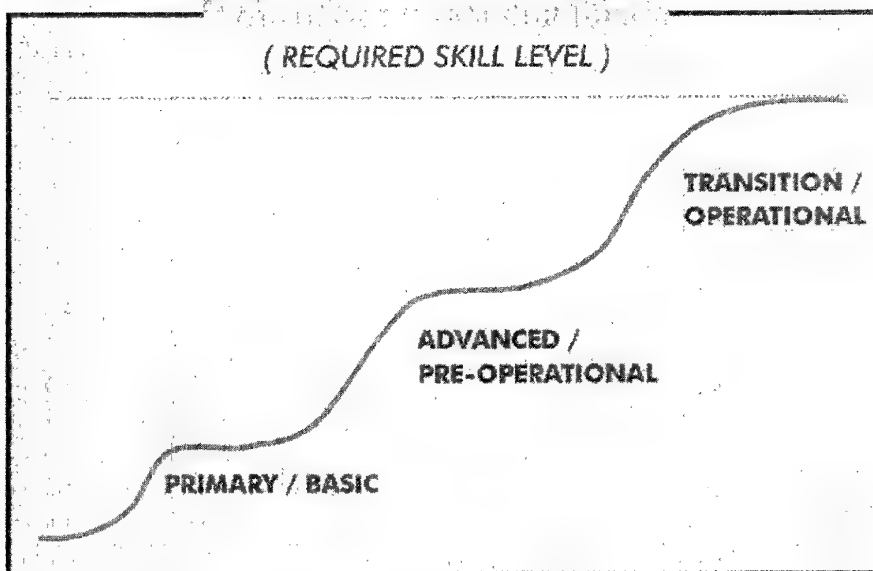 ( REQUIRED SKILL LEVEL )
TRANSITION /
OPERATIONAL
ADVANCED /
PRE-OPERATIONAL
PRIMARY / BASIC